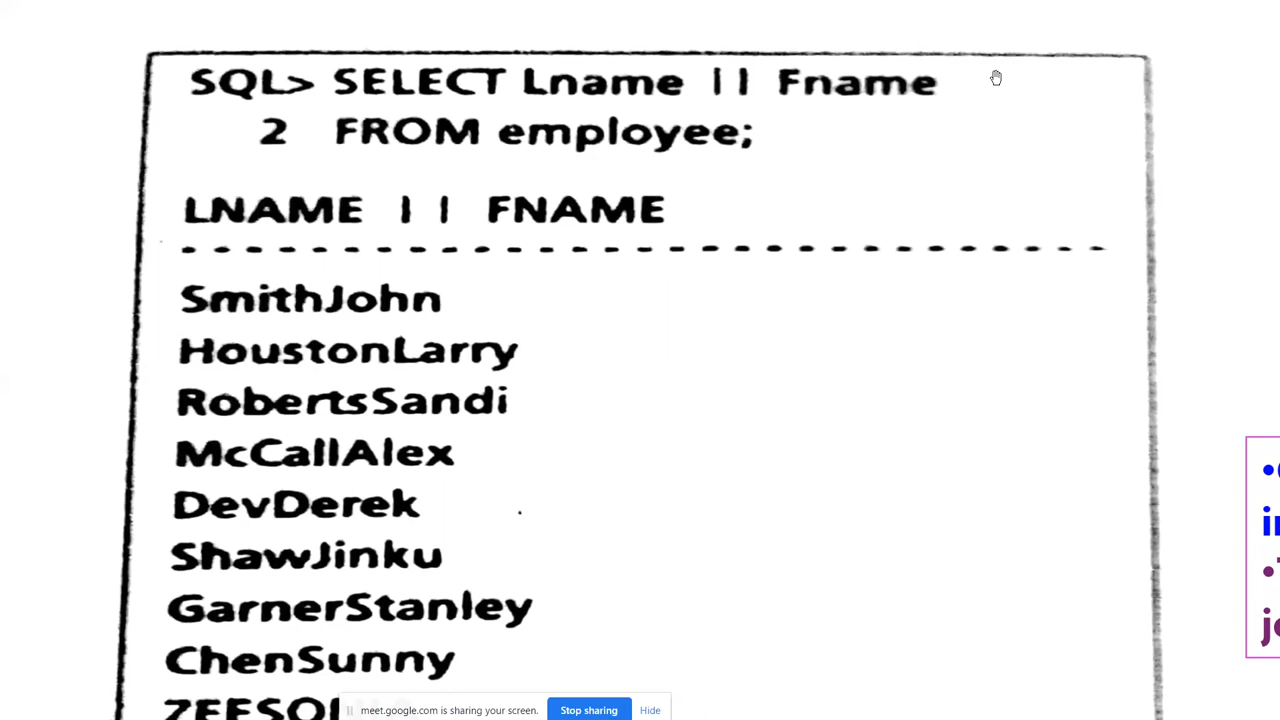 SQL> SELECT Lname || Fname
2 FROM employee;
LNAME || FNAME
SmithJohn
HoustonLarry
RobertsSandi
McCallAlex
DevDerek
ShawJinku
GarnerStanley
ChenSunny
meet.google.com is sharing your screen. Stop sharing Hide